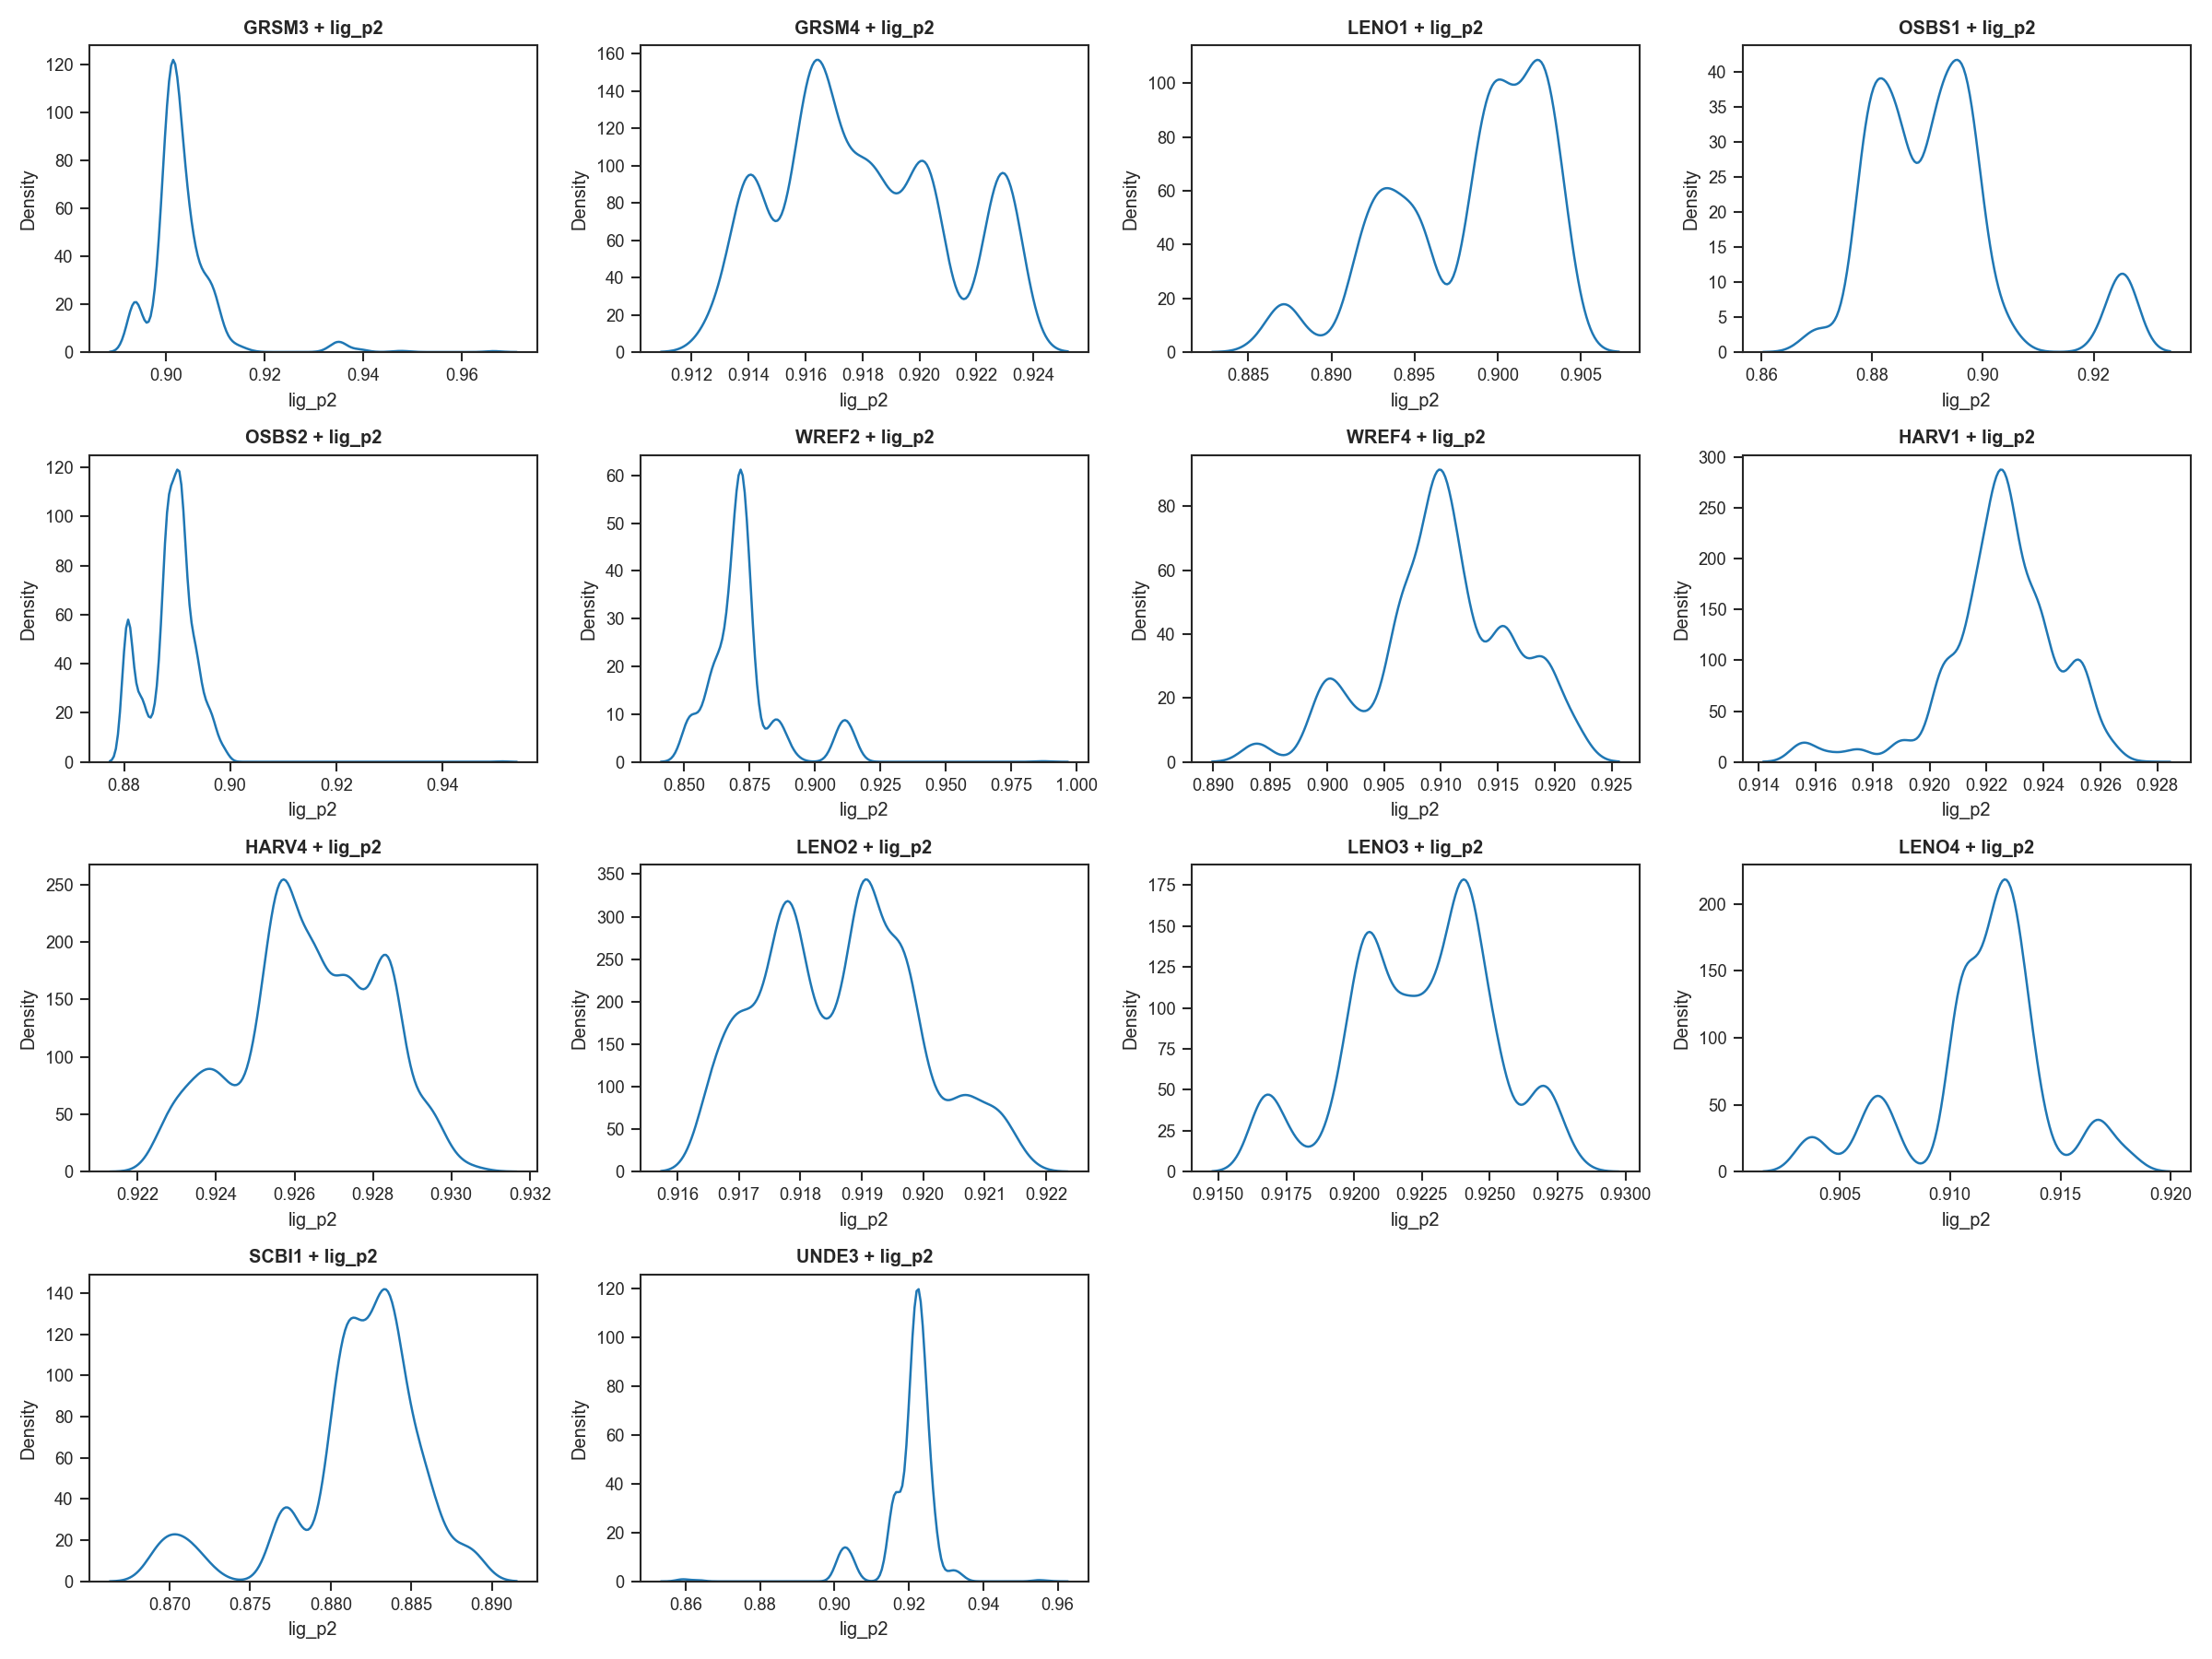 GRSM3 + lig_p2
120
100
80
60
40
20
0
Density
0.90 0.92 0.94 0.96
lig_p2
GRSM4 + lig_p2
160
140
120
100
80
60
40
20
0
Density
0.912 0.914 0.916 0.918 0.920 0.922 0.924
lig_p2
LENO1 + lig_p2
100
80
60
40
20
0
Density
0.885 0.890 0.895 0.900 0.905
lig_p2
OSBS1 + lig_p2
40
35
30
25
20
15
10
5
0
Density
0.86 0.88 0.90 0.92
lig_p2
OSBS2 + lig_p2
120
100
80
60
40
20
0
Density
0.88 0.90 0.92 0.94
lig_p2
WREF2 + lig_p2
60
50
40
30
20
10
0
Density
0.850 0.875 0.900 0.925 0.950 0.975 1.000
lig_p2
WREF4 + lig_p2
80
60
40
20
0
Density
0.890 0.895 0.900 0.905 0.910 0.915 0.920 0.925
lig_p2
HARV1 + lig_p2
300
250
200
150
100
50
0
Density
0.914 0.916 0.918 0.920 0.922 0.924 0.926 0.928
lig_p2
HARV4 + lig_p2
250
200
150
100
50
0
Density
0.922 0.924 0.926 0.928 0.930 0.932
lig_p2
LENO2 + lig_p2
350
300
250
200
150
100
50
0
Density
0.916 0.917 0.918 0.919 0.920 0.921 0.922
lig_p2
LENO3 + lig_p2
175
150
125
100
75
50
25
0
Density
0.9150 0.9175 0.9200 0.9225 0.9250 0.9275 0.9300
lig_p2
LENO4 + lig_p2
200
150
100
50
0
Density
0.905 0.910 0.915 0.920
lig_p2
SCBI1 + lig_p2
140
120
100
80
60
40
20
0
Density
0.870 0.875 0.880 0.885 0.890
lig_p2
UNDE3 + lig_p2
120
100
80
60
40
20
0
Density
0.86 0.88 0.90 0.92 0.94 0.96
lig_p2